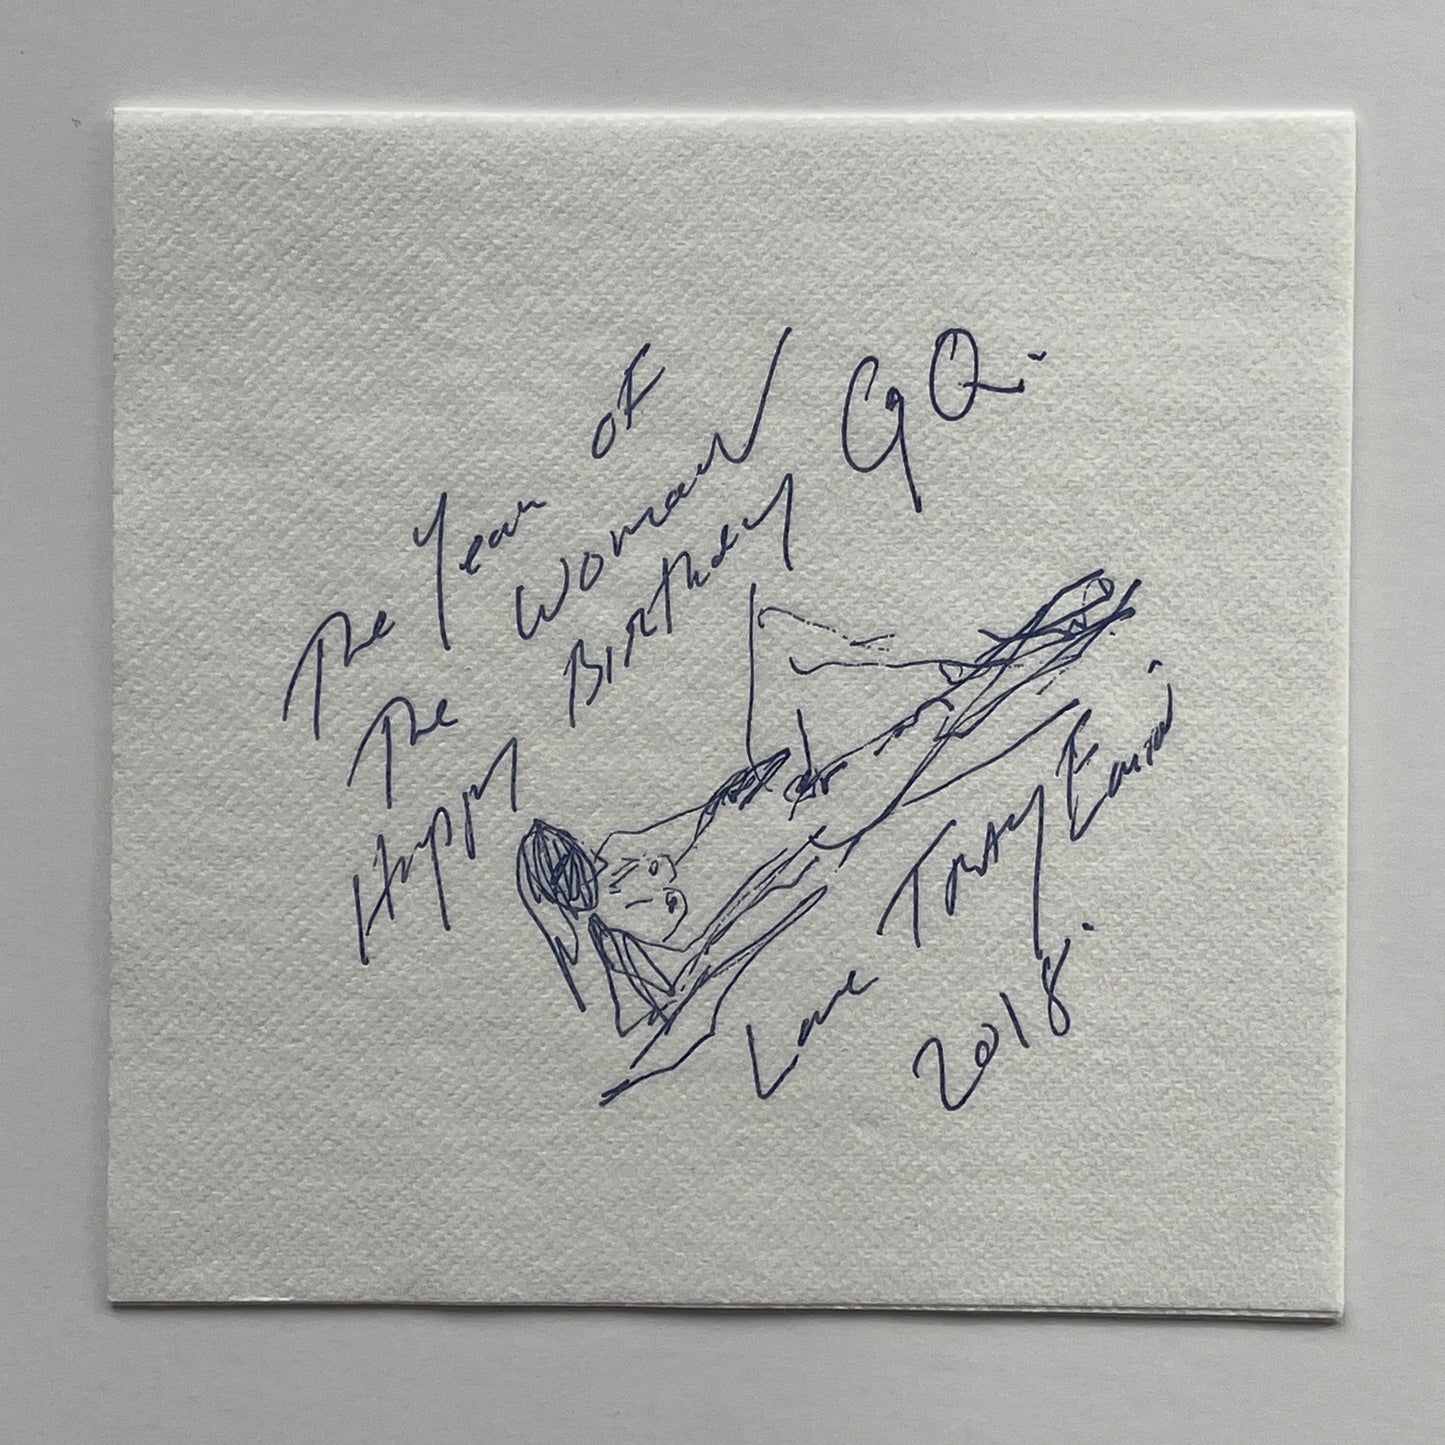 The Year of
The Woman
Happy Birthday GQ.
Love Tracey Emin
2018.